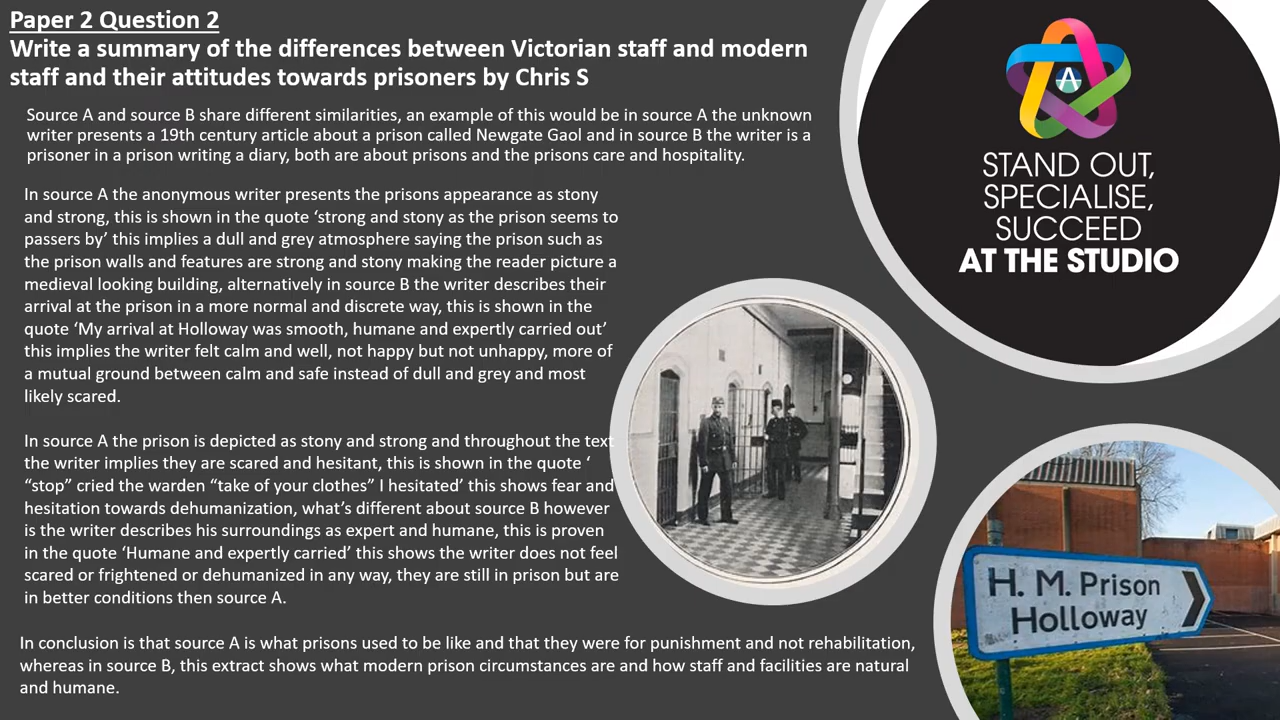 Paper 2 Question 2
Write a summary of the differences between Victorian staff and modern
staff and their attitudes towards prisoners by Chris S
Source A and source B share different similarities, an example of this would be in source A the unknown
writer presents a 19th century article about a prison called Newgate Gaol and in source B the writer is a
prisoner in a prison writing a diary, both are about prisons and the prisons care and hospitality.
In source A the anonymous writer presents the prisons appearance as stony
and strong, this is shown in the quote ‘strong and stony as the prison seems to
passers by’ this implies a dull and grey atmosphere saying the prison such as
the prison walls and features are strong and stony making the reader picture a
medieval looking building, alternatively in source B the writer describes their
arrival at the prison in a more normal and discrete way, this is shown in the
quote ‘My arrival at Holloway was smooth, humane and expertly carried out’
this implies the writer felt calm and well, not happy but not unhappy, more of
a mutual ground between calm and safe instead of dull and grey and most
likely scared.
In source A the prison is depicted as stony and strong and throughout the text
the writer implies they are scared and hesitant, this is shown in the quote ‘
“stop” cried the warden “take of your clothes” I hesitated’ this shows fear and
hesitation towards dehumanization, what’s different about source B however
is the writer describes his surroundings as expert and humane, this is proven
in the quote ‘Humane and expertly carried’ this shows the writer does not feel
scared or frightened or dehumanized in any way, they are still in prison but are
in better conditions then source A.
In conclusion is that source A is what prisons used to be like and that they were for punishment and not rehabilitation,
whereas in source B, this extract shows what modern prison circumstances are and how staff and facilities are natural
and humane.
A
STAND OUT,
SPECIALISE,
SUCCEED
AT THE STUDIO
H. M. Prison
Holloway